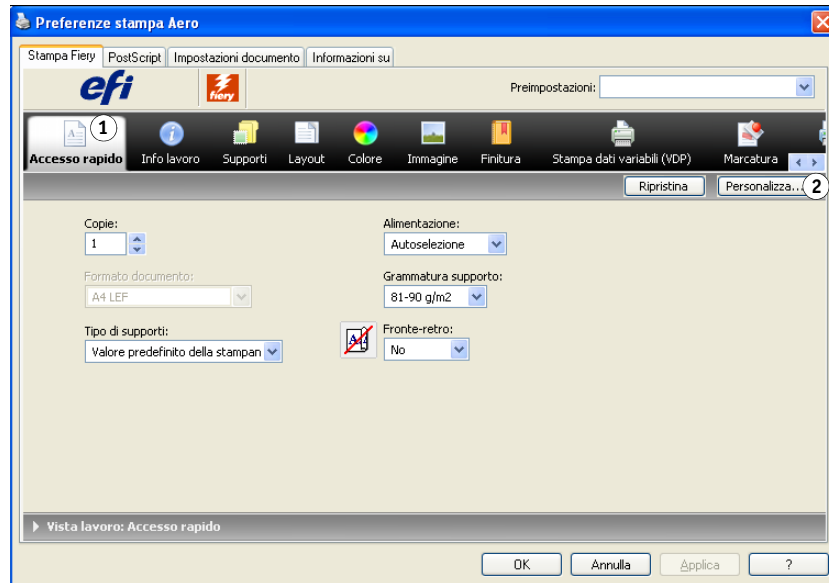 Preferenze stampa Aero
Stampa Fiery PostScript Impostazioni documento Informazioni su
efi fiery Preimpostazioni:
1
Accesso rapido Info lavoro Supporti Layout Colore Immagine Finitura Stampa dati variabili (VDP) Marcatura
Ripristina Personalizza... 2
Copie: Alimentazione:
1 Autoselezione
Formato documento: Grammatura supporto:
A4 LEF 81-90 g/m2
Tipo di supporti: Fronte-retro:
Valore predefinito della stampan No
Vista lavoro: Accesso rapido
OK Annulla Applica ?